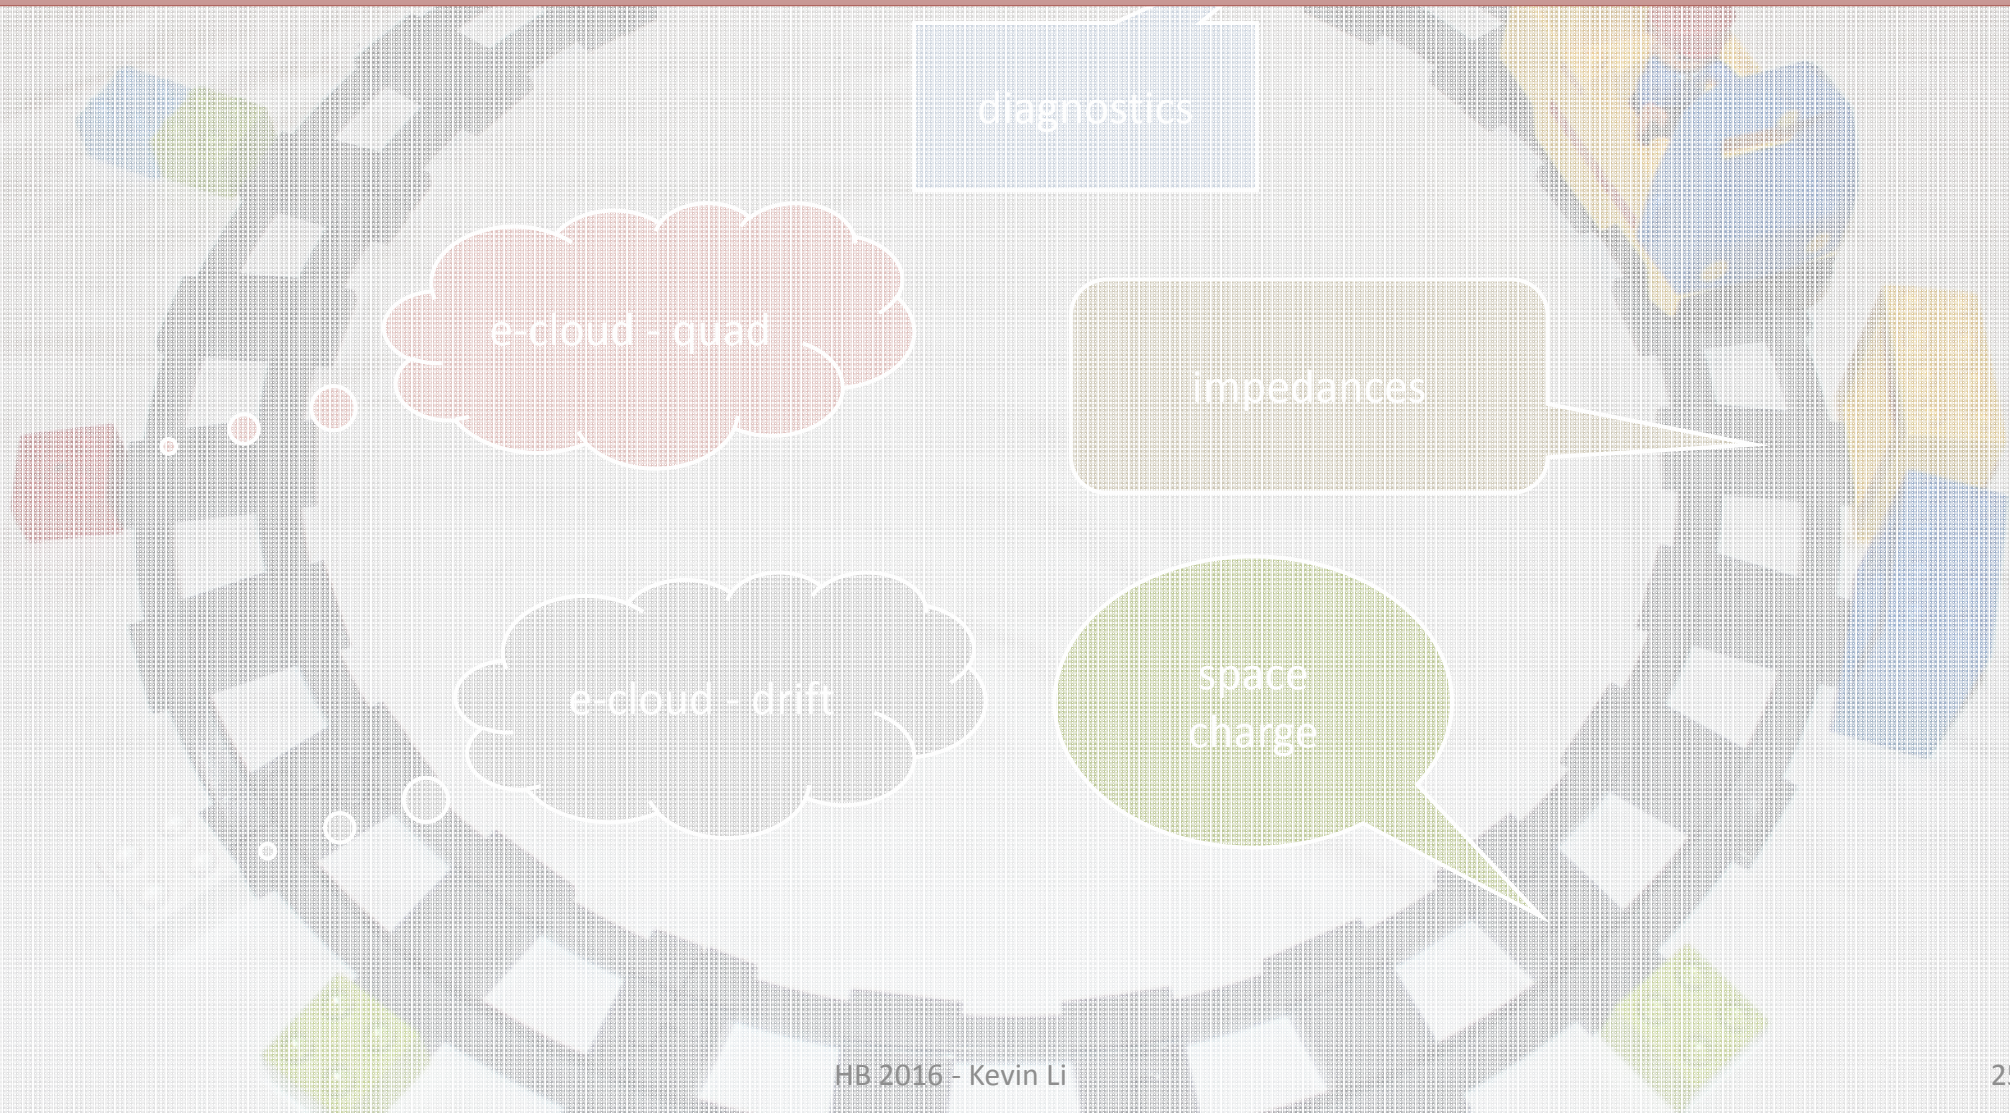 diagnostics
e-cloud - quad
impedances
e-cloud - drift
space
charge
HB 2016 - Kevin Li